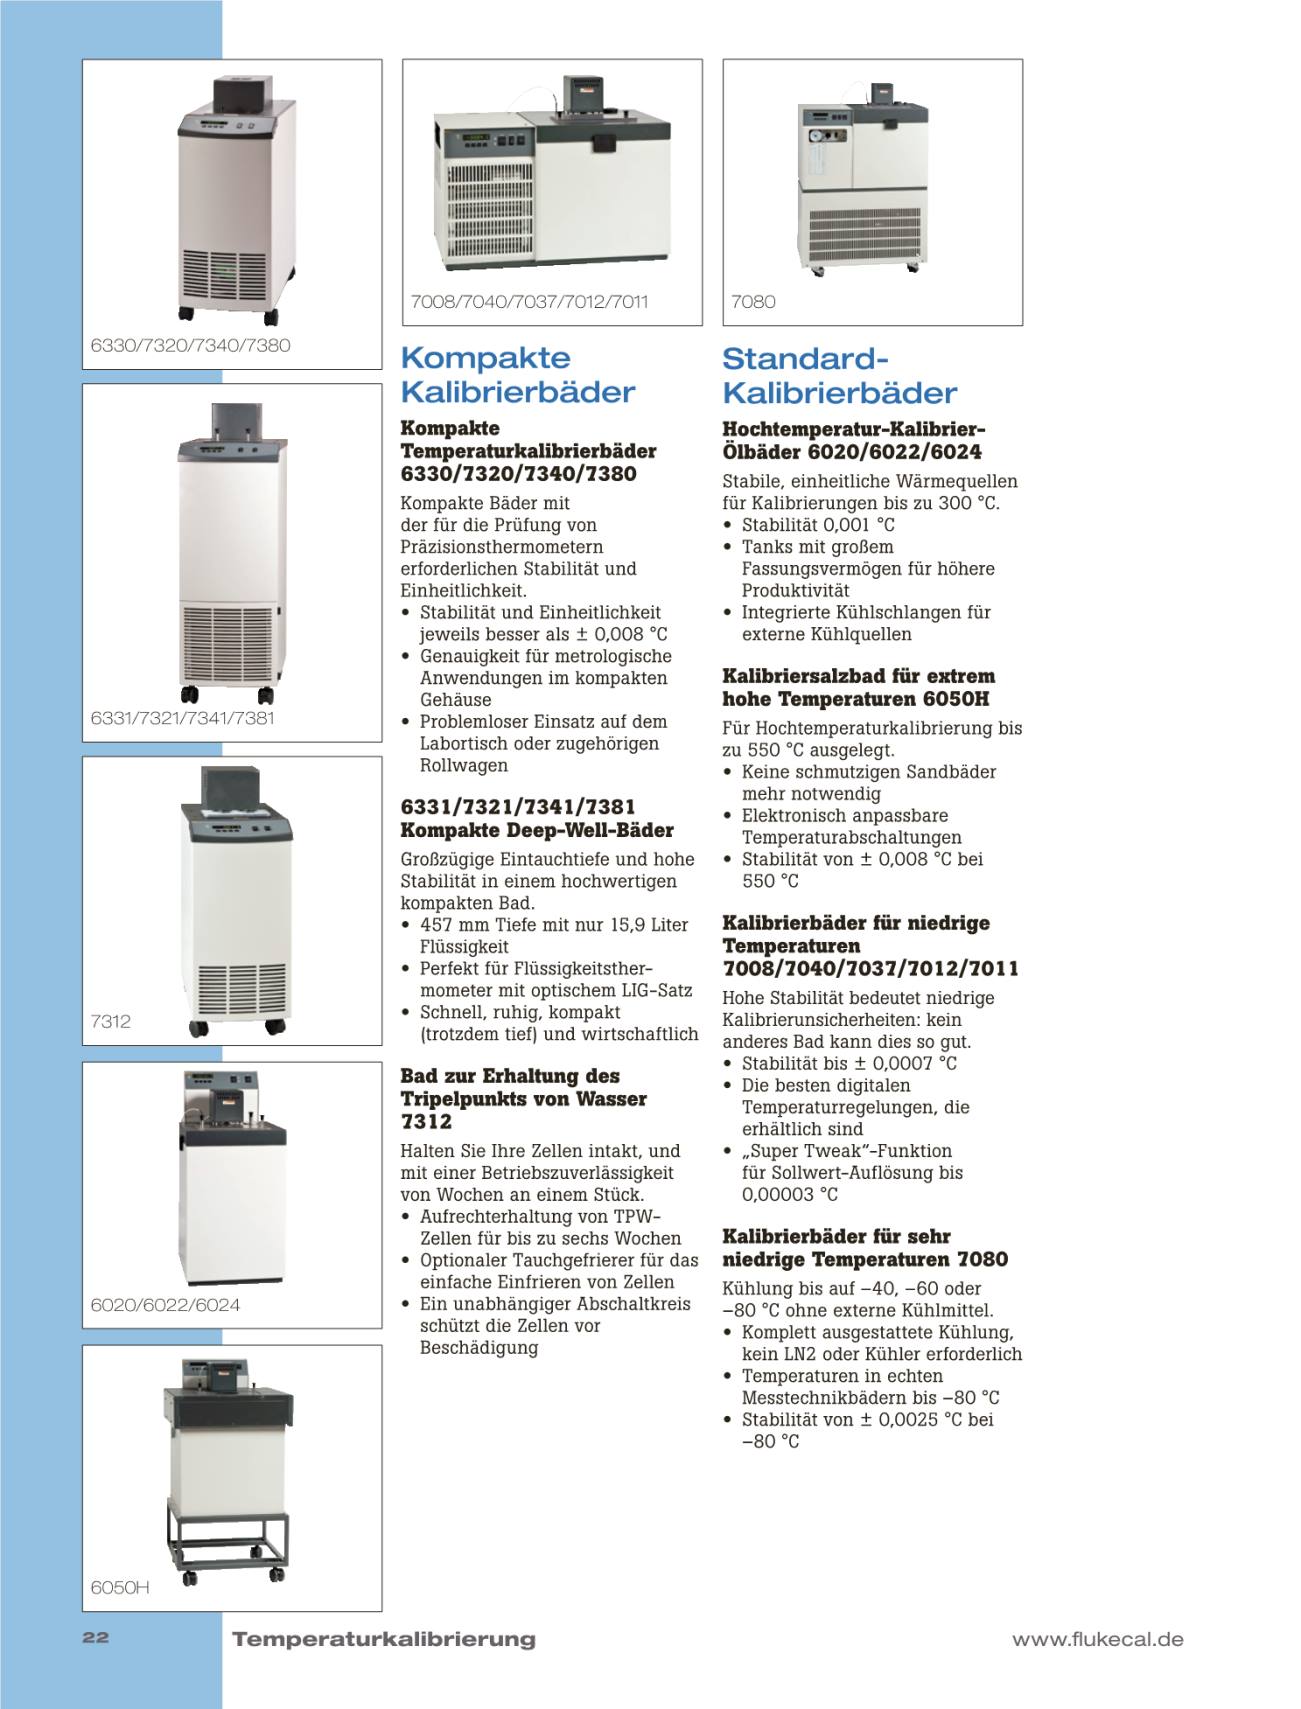 6330/7320/7340/7380
6331/7321/7341/7381
7312
6020/6022/6024
6050H
7008/7040/7037/7012/7011
7080
Kompakte
Kalibrierbäder
Kompakte
Temperaturkalibrierbäder
6330/7320/7340/7380
Kompakte Bäder mit
der für die Prüfung von
Präzisionsthermometern
erforderlichen Stabilität und
Einheitlichkeit.
• Stabilität und Einheitlichkeit
jeweils besser als ± 0,008 °C
• Genauigkeit für metrologische
Anwendungen im kompakten
Gehäuse
• Problemloser Einsatz auf dem
Labortisch oder zugehörigen
Rollwagen
6331/7321/7341/7381
Kompakte Deep-Well-Bäder
Großzügige Eintauchtiefe und hohe
Stabilität in einem hochwertigen
kompakten Bad.
• 457 mm Tiefe mit nur 15,9 Liter
Flüssigkeit
• Perfekt für Flüssigkeitsther-
mometer mit optischem LIG-Satz
• Schnell, ruhig, kompakt
(trotzdem tief) und wirtschaftlich
Bad zur Erhaltung des
Tripelpunkts von Wasser
7312
Halten Sie Ihre Zellen intakt, und
mit einer Betriebszuverlässigkeit
von Wochen an einem Stück.
• Aufrechterhaltung von TPW-
Zellen für bis zu sechs Wochen
• Optionaler Tauchgefrierer für das
einfache Einfrieren von Zellen
• Ein unabhängiger Abschaltkreis
schützt die Zellen vor
Beschädigung
Standard-
Kalibrierbäder
Hochtemperatur-Kalibrier-
Ölbäder 6020/6022/6024
Stabile, einheitliche Wärmequellen
für Kalibrierungen bis zu 300 °C.
• Stabilität 0,001 °C
• Tanks mit großem
Fassungsvermögen für höhere
Produktivität
• Integrierte Kühlschlangen für
externe Kühlquellen
Kalibriersalzbad für extrem
hohe Temperaturen 6050H
Für Hochtemperaturkalibrierung bis
zu 550 °C ausgelegt.
• Keine schmutzigen Sandbäder
mehr notwendig
• Elektronisch anpassbare
Temperaturabschaltungen
• Stabilität von ± 0,008 °C bei
550 °C
Kalibrierbäder für niedrige
Temperaturen
7008/7040/7037/7012/7011
Hohe Stabilität bedeutet niedrige
Kalibrierunsicherheiten: kein
anderes Bad kann dies so gut.
• Stabilität bis ± 0,0007 °C
• Die besten digitalen
Temperaturregelungen, die
erhältlich sind
• „Super Tweak“-Funktion
für Sollwert-Auflösung bis
0,00003 °C
Kalibrierbäder für sehr
niedrige Temperaturen 7080
Kühlung bis auf –40, –60 oder
–80 °C ohne externe Kühlmittel.
• Komplett ausgestattete Kühlung,
kein LN2 oder Kühler erforderlich
• Temperaturen in echten
Messtechnikbädern bis –80 °C
• Stabilität von ± 0,0025 °C bei
–80 °C
22
Temperaturkalibrierung
www.flukecal.de